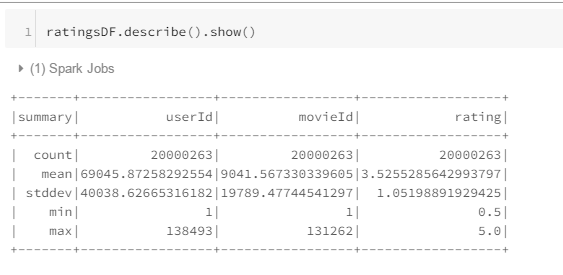 1 ratingsDF.describe().show()
(1) Spark Jobs
+-------+-----------------+-----------------+------------------+
|summary|           userId|          movieId|            rating|
+-------+-----------------+-----------------+------------------+
|  count|         20000263|         20000263|          20000263|
|   mean|69045.87258292554|9041.567330339605|3.5255285642993797|
| stddev|40038.62665316182|19789.47744541297|  1.05198891929425|
|    min|                1|                1|               0.5|
|    max|           138493|           131262|               5.0|
+-------+-----------------+-----------------+------------------+